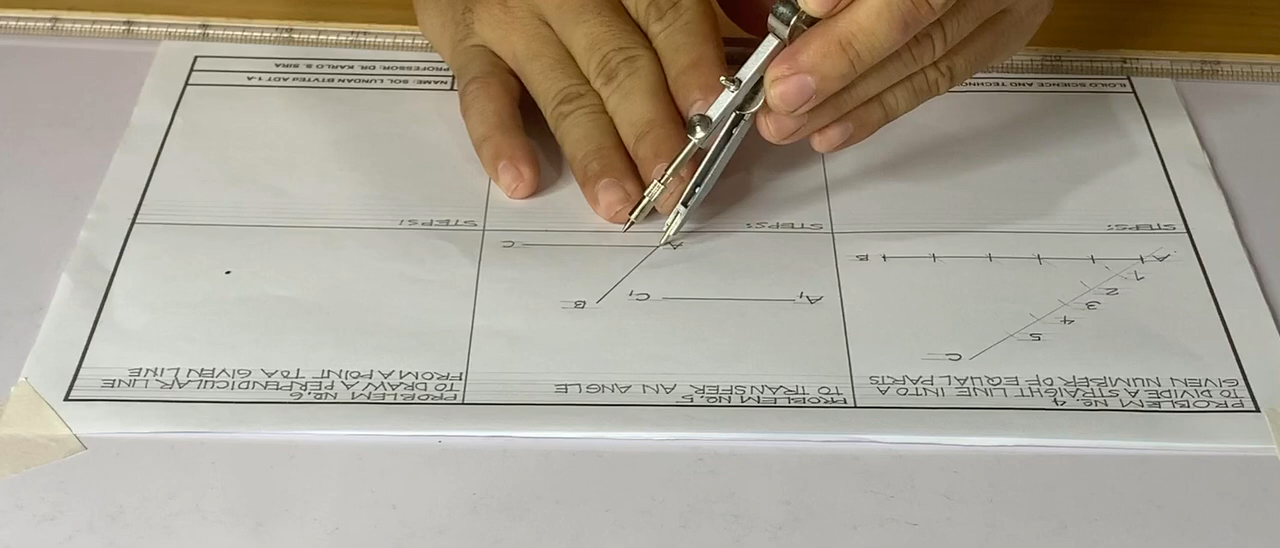 PROBLEM NO. 4
TO DIVIDE A STRAIGHT LINE INTO A
GIVEN NUMBER OF EQUAL PARTS
C
5
4
3
2
1
A
B
STEPS:
PROBLEM NO. 5
TO TRANSFER AN ANGLE
B
A1
C1
A
C
STEPS:
PROBLEM NO. 6
TO DRAW A PERPENDICULAR LINE
FROM A POINT TO A GIVEN LINE
STEPS:
ILOILO SCIENCE AND TECHNO
NAME: SOL LUNDAN BTVTEd ADT 1-A
PROFESSOR: DR. KARLO S. SIRA